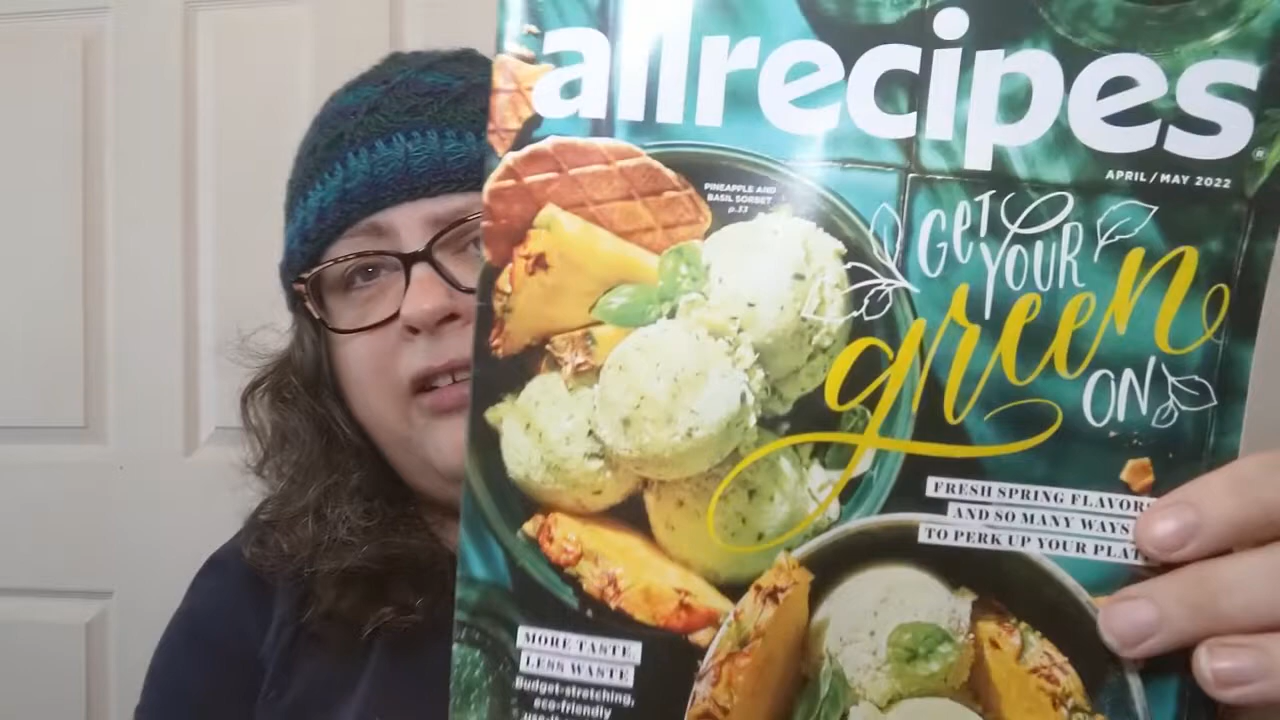 allrecipes
APRIL / MAY 2022
PINEAPPLE AND
BASIL SORBET
p.33
GET
YOUR
green
ON
FRESH SPRING FLAVORS
AND SO MANY WAYS
TO PERK UP YOUR PLAT
MORE TASTE,
LESS WASTE
Budget-stretching,
eco-friendly